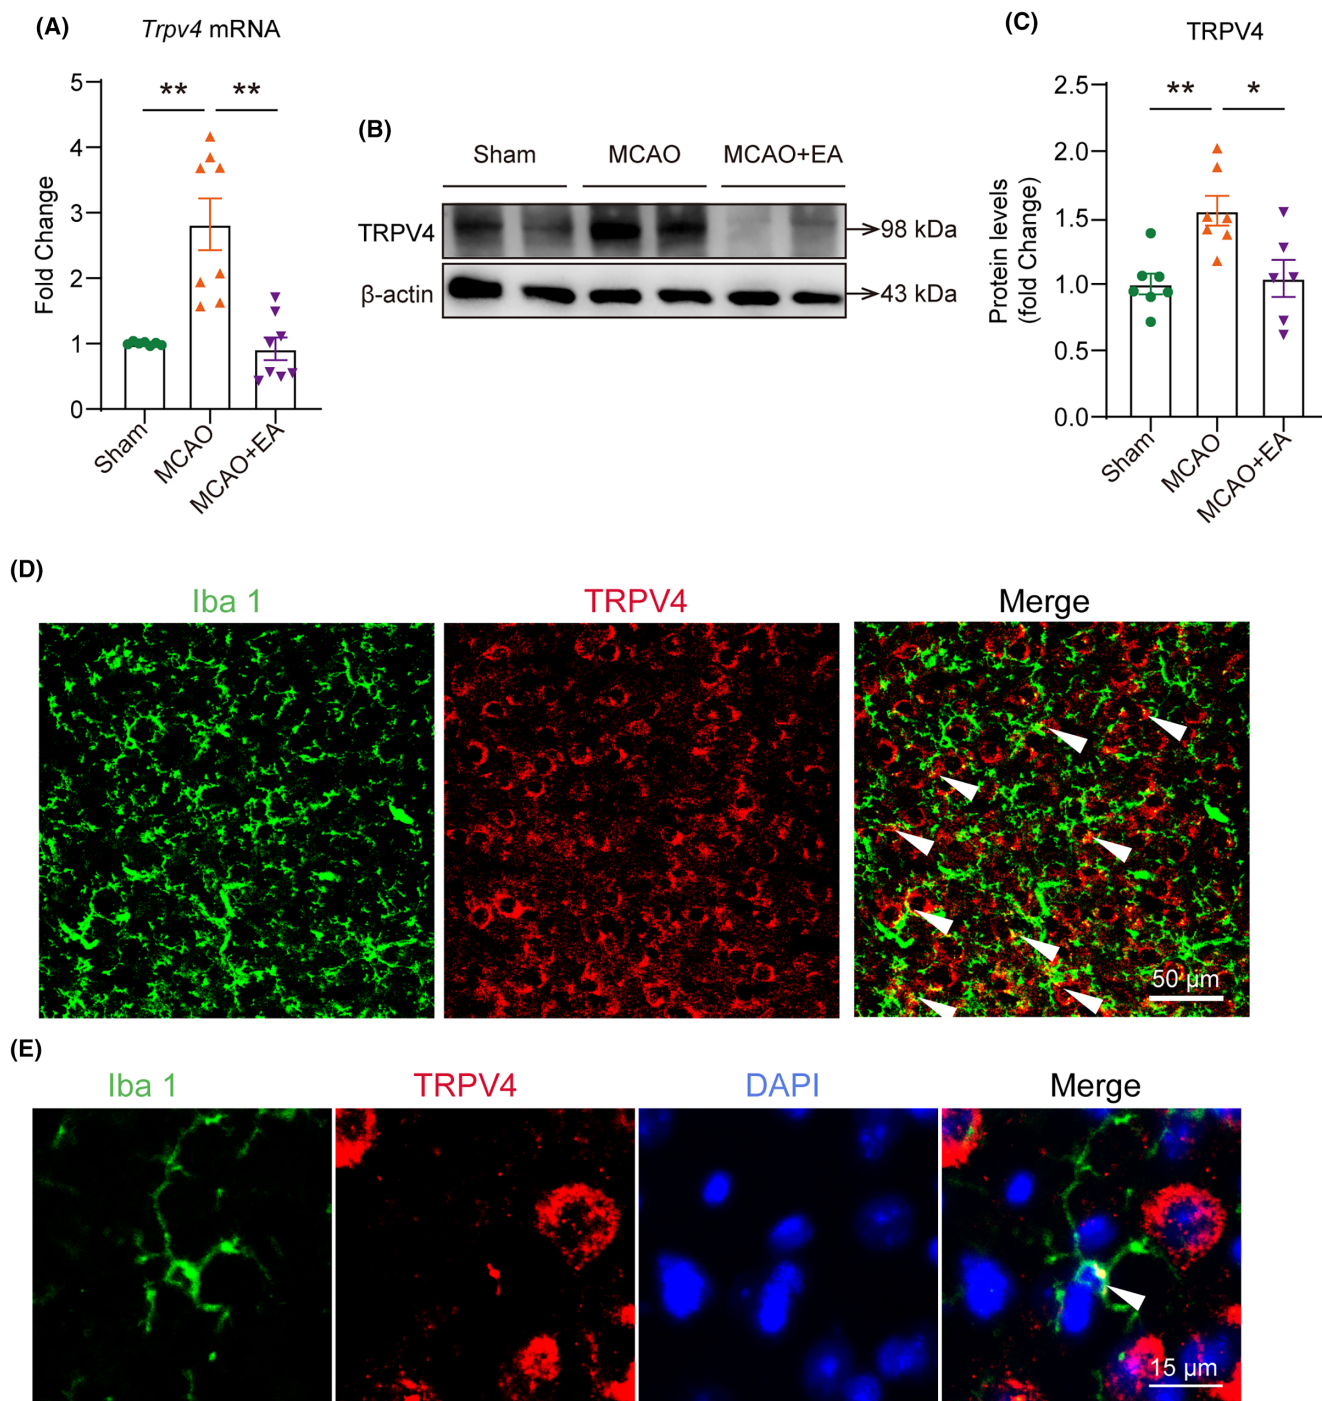 (A)
Trpv4 mRNA
Fold Change
5
4
3
2
1
0
** **
Sham
MCAO
MCAO+EA
(B)
Sham MCAO MCAO+EA
TRPV4 98 kDa
β-actin 43 kDa
(C)
TRPV4
Protein levels
(fold Change)
2.5
2.0
1.5
1.0
0.5
0.0
** *
Sham
MCAO
MCAO+EA
(D)
Iba 1 TRPV4 Merge
50 μm
(E)
Iba 1 TRPV4 DAPI Merge
15 μm